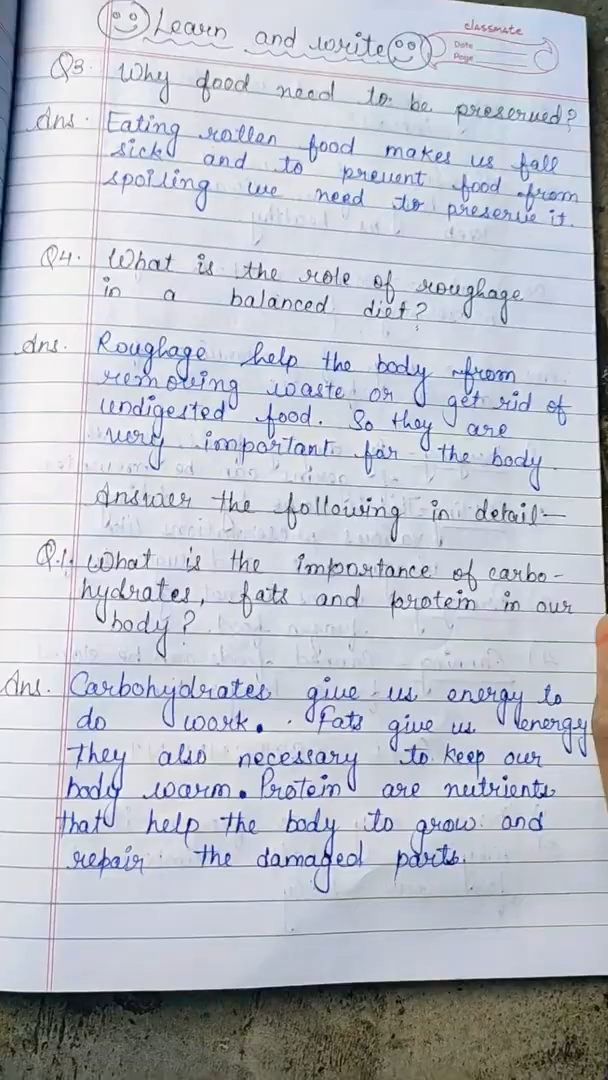 Learn and write
classmate
Date
Page
Q3. Why food need to be preserved?
Ans. Eating rotten food makes us fall
sick and to prevent food from
spoiling we need to preserve it.
Q4. What is the role of roughage
in a balanced diet?
Ans. Roughage help the body from
removing waste or get rid of
undigested food. So they are
very important for the body
Answer the following in detail-
Q.1. What is the importance of carbo-
hydrates, fats and protein in our
body?
Ans. Carbohydrates give us energy to
do work. Fats give us energy
They also necessary to keep our
body warm. Protein are nutrients
that help the body to grow and
repair the damaged parts.